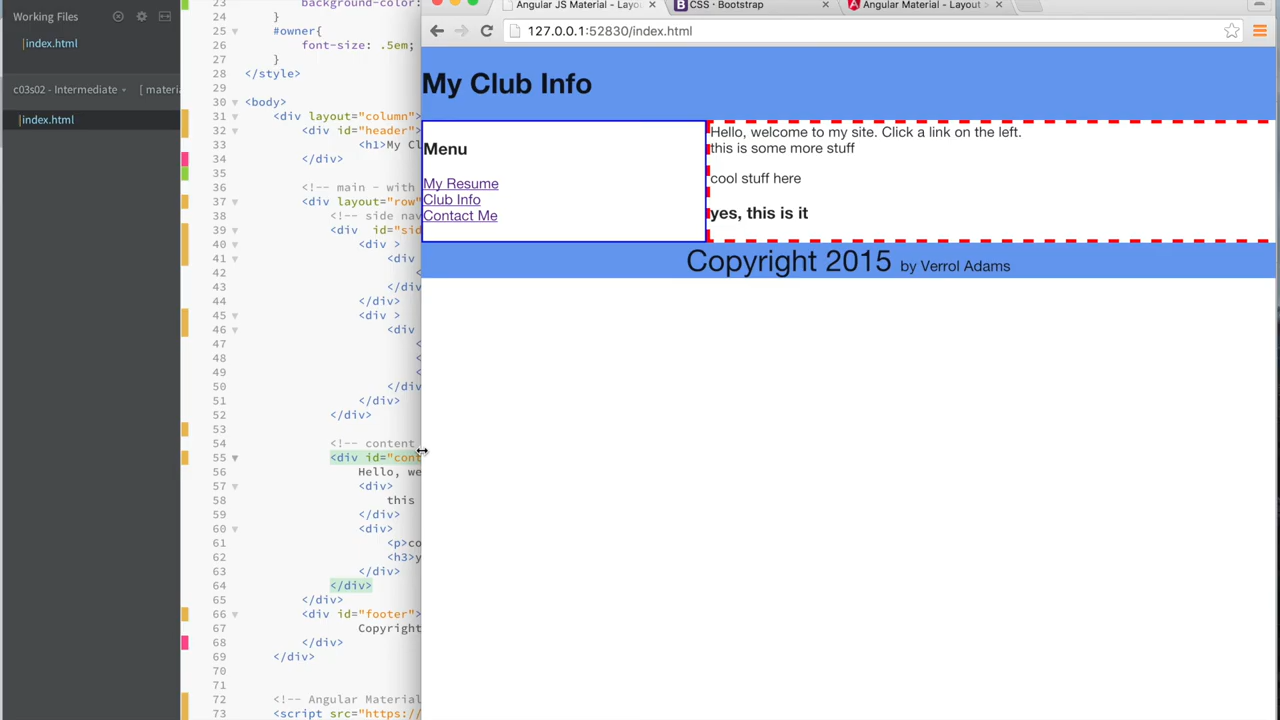 Working Files
index.html
c03s02 - Intermediate
[ materia
index.html
23 background-color:
24 }
25 #owner{
26 font-size: .5em;
27 }
28 </style>
29
30 <body>
31 <div layout="column">
32 <div id="header"
33 <h1>My Cl
34 </div>
35
36 <!-- main - with
37 <div layout="row"
38 <!-- side nav
39 <div id="sid
40 <div >
41 <div
42 <
43 </div
44 </div>
45 <div >
46 <div
47 <
48 <
49 <
50 </div
51 </div>
52 </div>
53
54 <!-- content
55 <div id="cont
56 Hello, we
57 <div>
58 this
59 </div>
60 <div>
61 <p>co
62 <h3>y
63 </div>
64 </div>
65 </div>
66 <div id="footer">
67 Copyright
68 </div>
69 </div>
70
71
72 <!-- Angular Material
73 <script src="https://
Angular JS Material - Layou
CSS · Bootstrap
Angular Material - Layout >
127.0.0.1:52830/index.html
My Club Info
Menu
My Resume
Club Info
Contact Me
Hello, welcome to my site. Click a link on the left.
this is some more stuff
cool stuff here
yes, this is it
Copyright 2015 by Verrol Adams